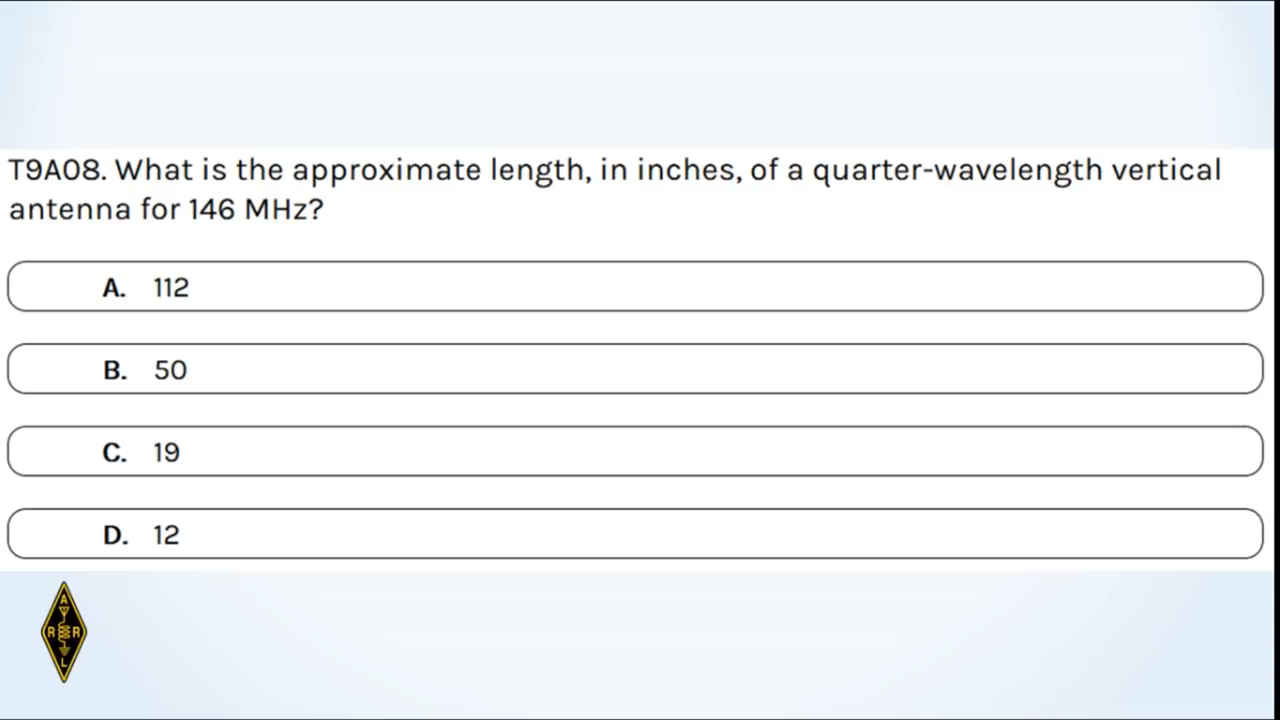 T9A08. What is the approximate length, in inches, of a quarter-wavelength vertical
antenna for 146 MHz?
A. 112
B. 50
C. 19
D. 12
A
R R
L